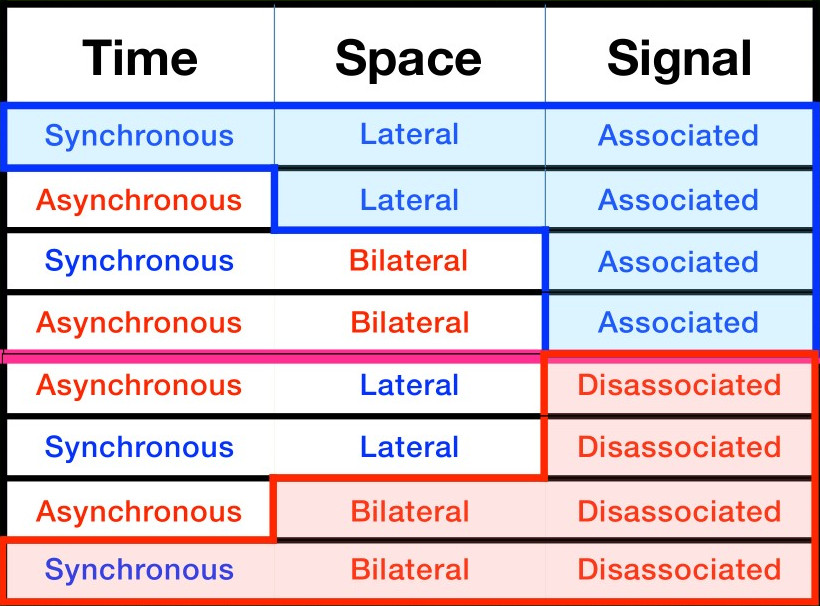 Time Space Signal
Synchronous Lateral Associated
Asynchronous Lateral Associated
Synchronous Bilateral Associated
Asynchronous Bilateral Associated
Asynchronous Lateral Disassociated
Synchronous Lateral Disassociated
Asynchronous Bilateral Disassociated
Synchronous Bilateral Disassociated